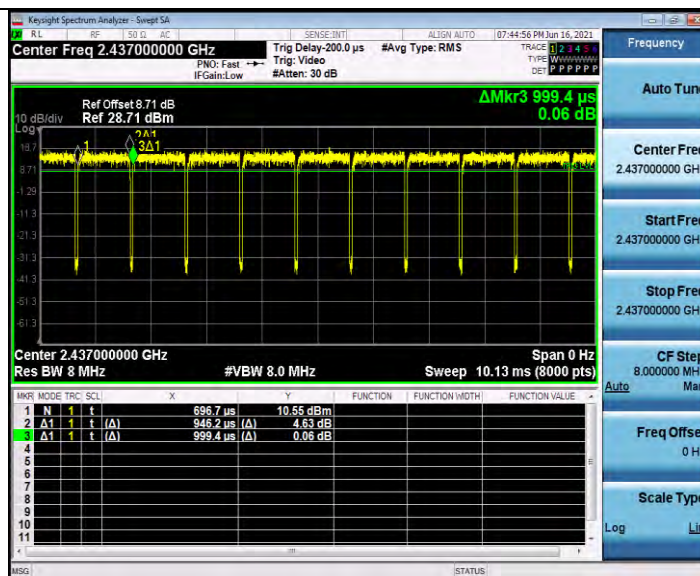 Keysight Spectrum Analyzer - Swept SA
RL RF 50 Ω AC SENSE:INT ALIGN AUTO 07:44:56 PM Jun 16, 2021
Center Freq 2.437000000 GHz
PNO: Fast
IFGain:Low
Trig Delay-200.0 µs
Trig: Video
#Atten: 30 dB
#Avg Type: RMS
TRACE 1 2 3 4 5 6
TYPE WWWWWW
DET P P P P P P
Frequency
ΔMkr3 999.4 µs
0.06 dB
Ref Offset 8.71 dB
10 dB/div Ref 28.71 dBm
Log
18.7
8.71
-1.29
-11.3
-21.3
-31.3
-41.3
-51.3
-61.3
1
2Δ1
3Δ1
Center 2.437000000 GHz Span 0 Hz
Res BW 8 MHz #VBW 8.0 MHz Sweep 10.13 ms (8000 pts)
MKR MODE TRC SCL X Y FUNCTION FUNCTION WIDTH FUNCTION VALUE
1 N 1 t 696.7 µs 10.55 dBm
2 Δ1 1 t (Δ) 946.2 µs (Δ) 4.63 dB
3 Δ1 1 t (Δ) 999.4 µs (Δ) 0.06 dB
4
5
6
7
8
9
10
11
MSG STATUS
Auto Tun
Center Fre
2.437000000 GH
Start Fre
2.437000000 GH
Stop Fre
2.437000000 GH
CF Step
8.000000 MH
Auto Ma
Freq Offse
0 H
Scale Type
Log Li